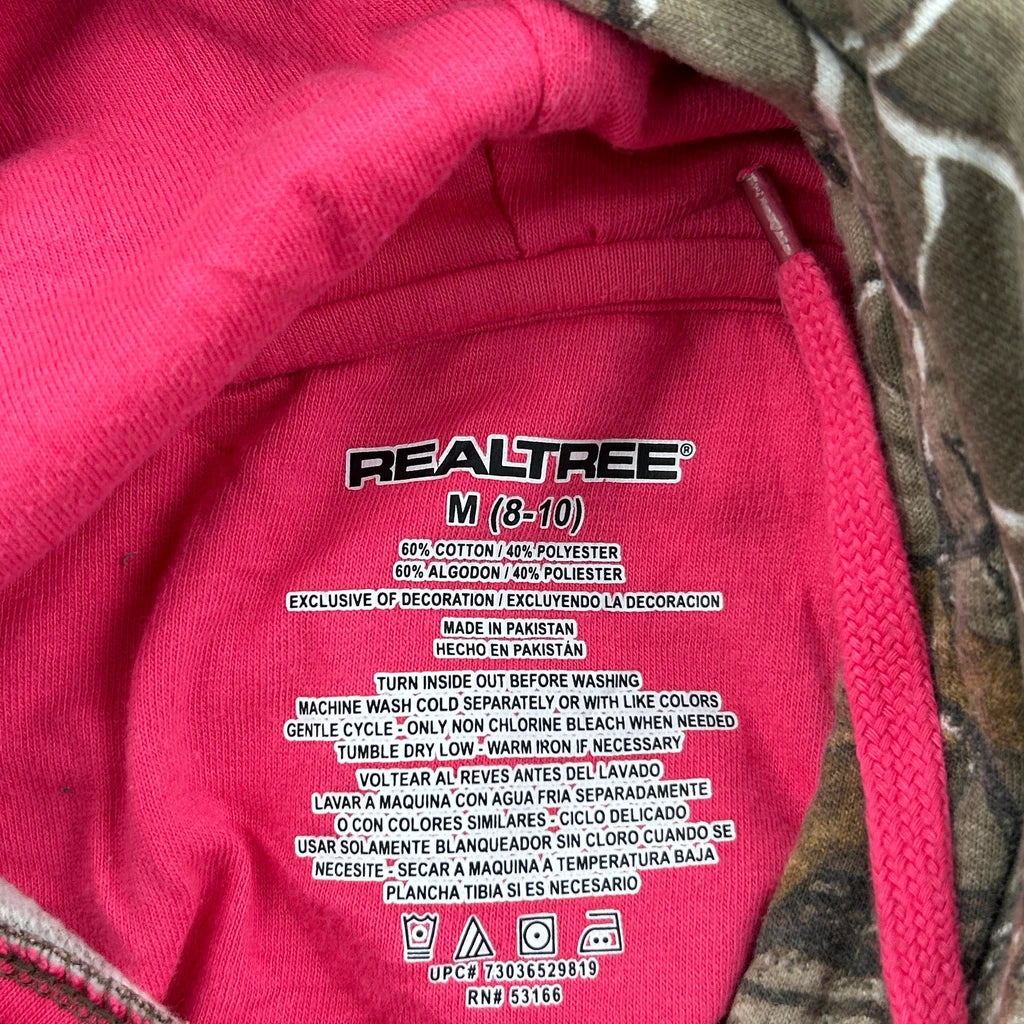 REALTREE®
M (8-10)
60% COTTON / 40% POLYESTER
60% ALGODON / 40% POLIESTER
EXCLUSIVE OF DECORATION / EXCLUYENDO LA DECORACION
MADE IN PAKISTAN
HECHO EN PAKISTÁN
TURN INSIDE OUT BEFORE WASHING
MACHINE WASH COLD SEPARATELY OR WITH LIKE COLORS
GENTLE CYCLE - ONLY NON CHLORINE BLEACH WHEN NEEDED
TUMBLE DRY LOW - WARM IRON IF NECESSARY
VOLTEAR AL REVES ANTES DEL LAVADO
LAVAR A MAQUINA CON AGUA FRIA SEPARADAMENTE
O CON COLORES SIMILARES - CICLO DELICADO
USAR SOLAMENTE BLANQUEADOR SIN CLORO CUANDO SE
NECESITE - SECAR A MAQUINA A TEMPERATURA BAJA
PLANCHA TIBIA SI ES NECESARIO
UPC# 73036529819
RN# 53166